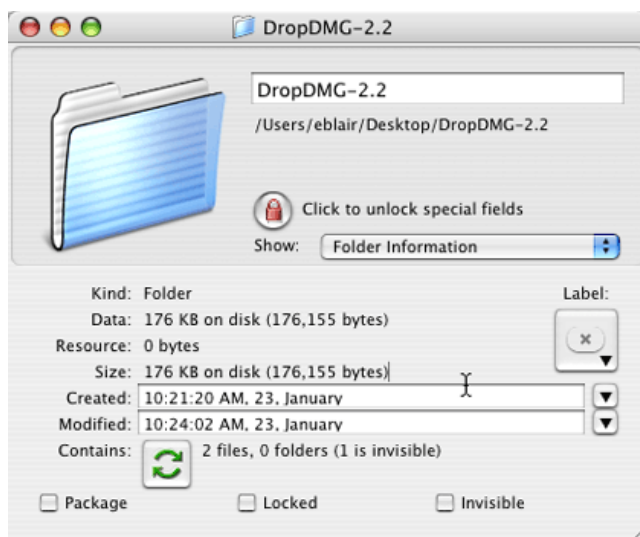 DropDMG-2.2
DropDMG-2.2
/Users/eblair/Desktop/DropDMG-2.2
Click to unlock special fields
Show: Folder Information
Kind: Folder
Label:
Data: 176 KB on disk (176,155 bytes)
Resource: 0 bytes
Size: 176 KB on disk (176,155 bytes)
Created: 10:21:20 AM, 23, January
Modified: 10:24:02 AM, 23, January
Contains: 2 files, 0 folders (1 is invisible)
Package Locked Invisible